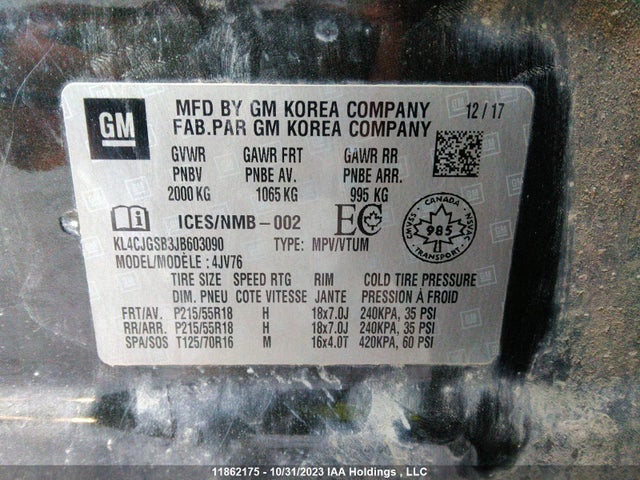 GM
MFD BY GM KOREA COMPANY 12/17
FAB.PAR GM KOREA COMPANY
GVWR GAWR FRT GAWR RR
PNBV PNBE AV. PNBE ARR.
2000 KG 1065 KG 995 KG
ICES/NMB-002 EC
CANADA
CMVSS 985 NSVAC
KL4CJGSB3JB603090 TYPE: MPV/VTUM
MODEL/MODÈLE: 4JV76
TIRE SIZE SPEED RTG RIM COLD TIRE PRESSURE
DIM. PNEU COTE VITESSE JANTE PRESSION À FROID
FRT/AV. P215/55R18 H 18x7.0J 240KPA, 35 PSI
RR/ARR. P215/55R18 H 18x7.0J 240KPA, 35 PSI
SPA/SOS T125/70R16 M 16x4.0T 420KPA, 60 PSI
11862175 - 10/31/2023 IAA Holdings , LLC